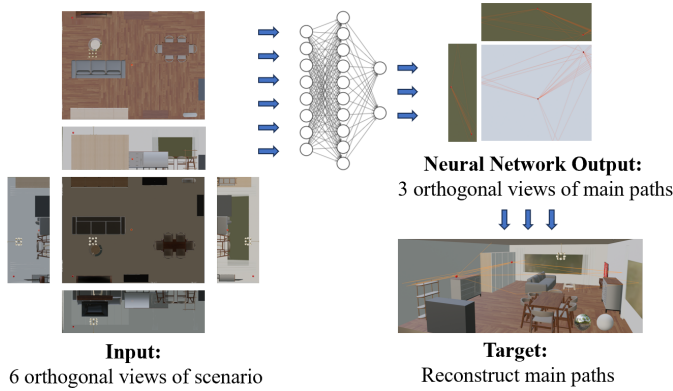 Neural Network Output:
3 orthogonal views of main paths
Input:
6 orthogonal views of scenario
Target:
Reconstruct main paths